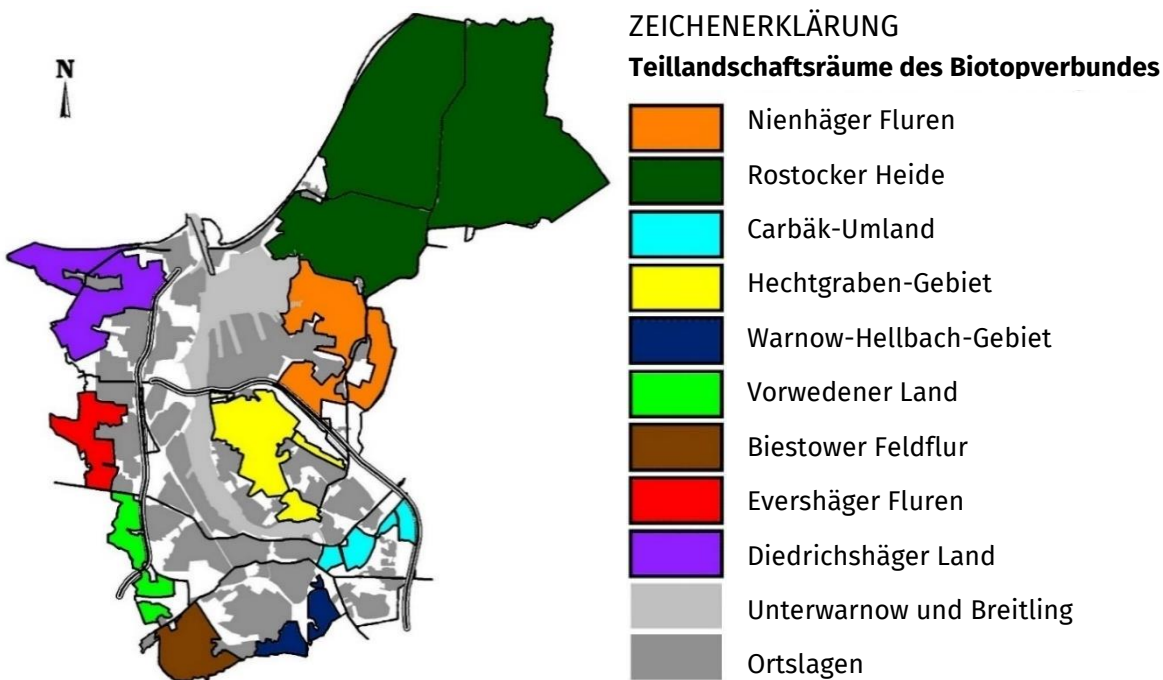 N
ZEICHENERKLÄRUNG
Teillandschaftsräume des Biotopverbundes
Nienhäger Fluren
Rostocker Heide
Carbäk-Umland
Hechtgraben-Gebiet
Warnow-Hellbach-Gebiet
Vorwedener Land
Biestower Feldflur
Evershäger Fluren
Diedrichshäger Land
Unterwarnow und Breitling
Ortslagen